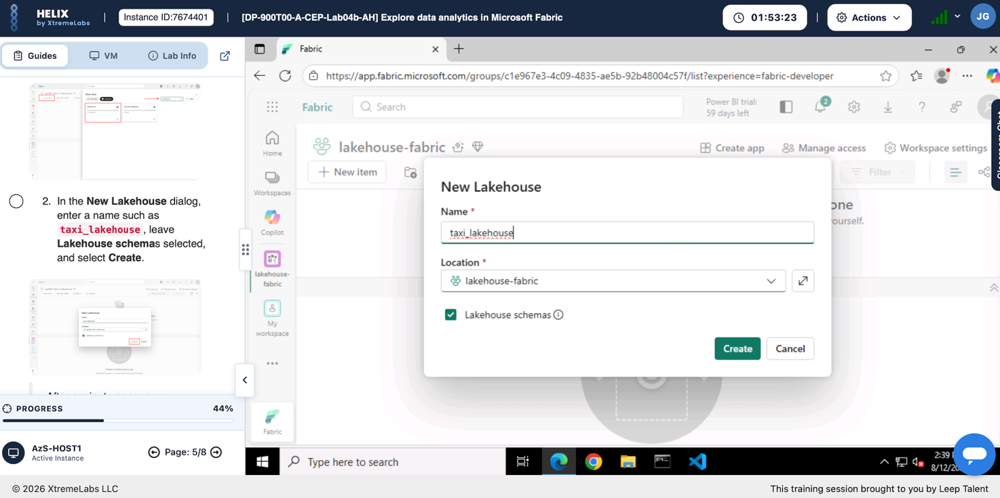 HELIX
by XtremeLabs
Instance ID:7674401
[DP-900T00-A-CEP-Lab04b-AH] Explore data analytics in Microsoft Fabric
01:53:23
Actions
JG
Guides
VM
Lab Info
2. In the New Lakehouse dialog,
enter a name such as
taxi_lakehouse, leave
Lakehouse schemas selected,
and select Create.
PROGRESS
44%
AzS-HOST1
Active Instance
Page: 5/8
Fabric
https://app.fabric.microsoft.com/groups/c1e967e3-4c09-4835-ae5b-92b48004c57f/list?experience=fabric-developer
Fabric
Search
Power BI trial:
59 days left
2
Home
Workspaces
Copilot
lakehouse-
fabric
My
workspace
Fabric
lakehouse-fabric
Create app
Manage access
Workspace settings
New item
Filter
one
yourself.
New Lakehouse
Name *
taxi_lakehouse
Location *
lakehouse-fabric
Lakehouse schemas
Create
Cancel
Type here to search
2:39
8/12/20
© 2026 XtremeLabs LLC
This training session brought to you by Leep Talent